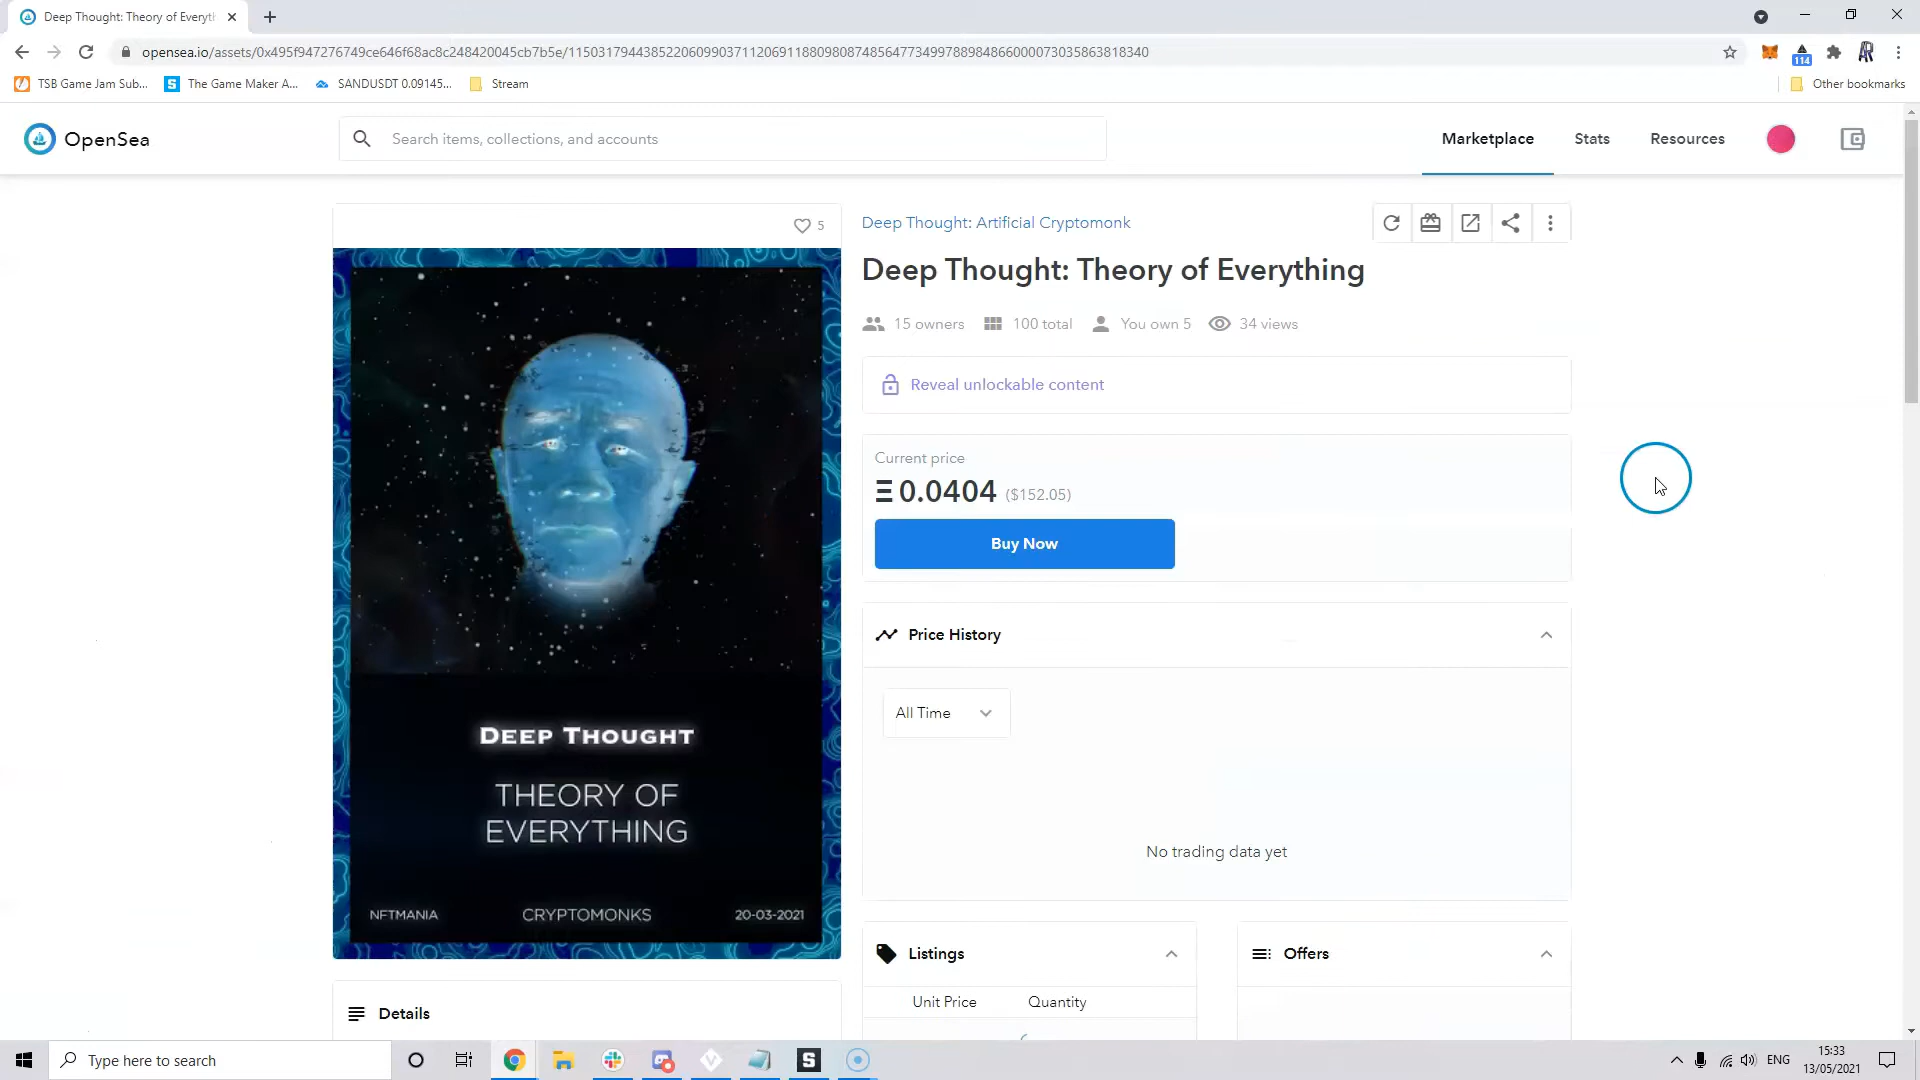 Deep Thought: Theory of Everyth
opensea.io/assets/0x495f947276749ce646f68ac8c248420045cb7b5e/11503179443852206099037112069118809808748564773499788984866000073035863818340
114
TSB Game Jam Sub...
The Game Maker A...
SANDUSDT 0.09145...
Stream
Other bookmarks
OpenSea
Search items, collections, and accounts
Marketplace
Stats
Resources
5
Deep Thought: Artificial Cryptomonk
Deep Thought: Theory of Everything
15 owners
100 total
You own 5
34 views
Reveal unlockable content
Current price
Ξ 0.0404 ($152.05)
Buy Now
Price History
All Time
No trading data yet
DEEP THOUGHT
THEORY OF
EVERYTHING
NFTMANIA
CRYPTOMONKS
20-03-2021
Listings
Offers
Unit Price
Quantity
Details
Type here to search
ENG
15:33
13/05/2021